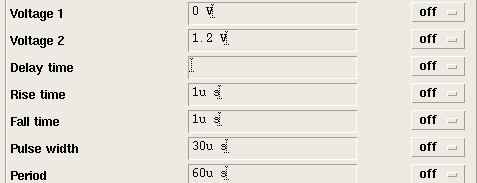 Voltage 1 0 V off
Voltage 2 1.2 V off
Delay time off
Rise time 1u s off
Fall time 1u s off
Pulse width 30u s off
Period 60u s off